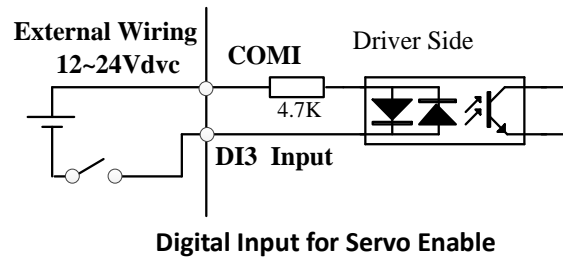 External Wiring
12~24Vdvc
COMI
Driver Side
4.7K
DI3 Input
Digital Input for Servo Enable